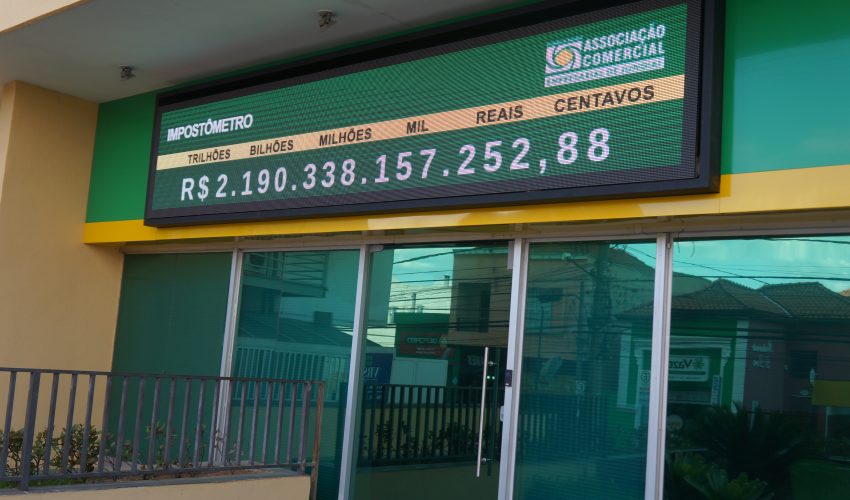 ASSOCIAÇÃO
COMERCIAL
IMPOSTÔMETRO
TRILHÕES BILHÕES MILHÕES MIL REAIS CENTAVOS
R$ 2.190.338.157.252,88